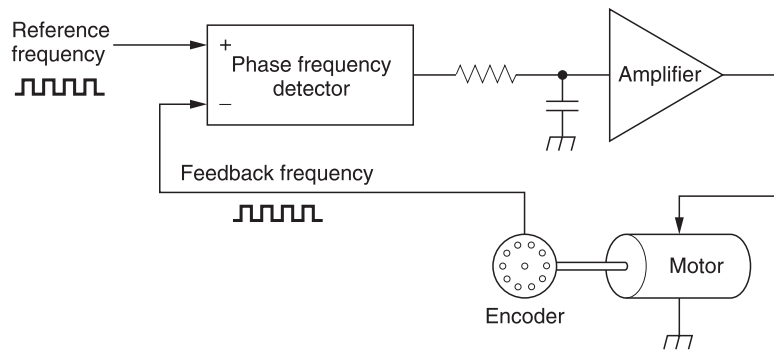 Reference
frequency
+
Phase frequency
detector
−
Amplifier
Feedback frequency
Motor
Encoder